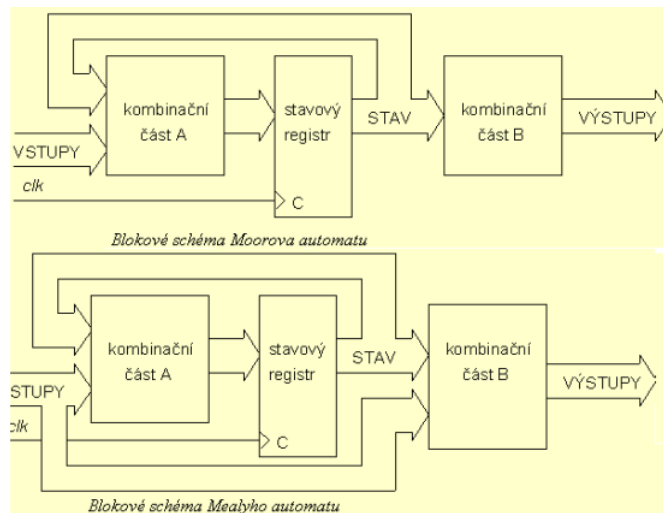 kombinační
část A
stavový
registr
STAV
kombinační
část B
VÝSTUPY
VSTUPY
clk
C
Blokové schéma Moorova automatu
kombinační
část A
stavový
registr
STAV
kombinační
část B
VÝSTUPY
STUPY
clk
C
Blokové schéma Mealyho automatu